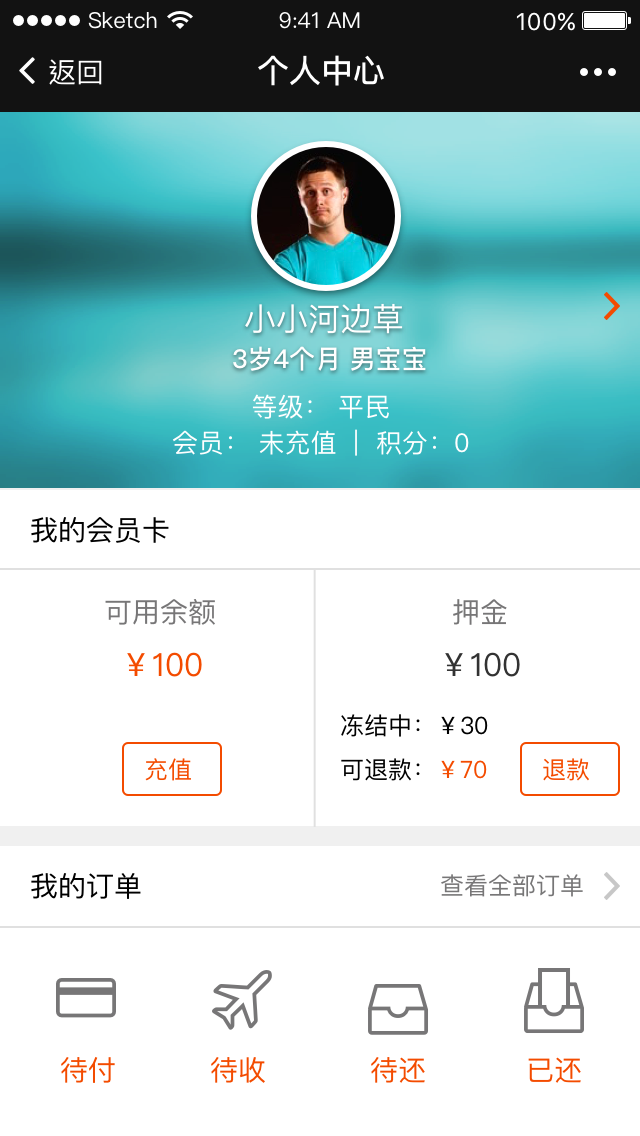 Sketch 9:41 AM 100%
返回 个人中心
小小河边草
3岁4个月 男宝宝
等级： 平民
会员： 未充值 | 积分：0
我的会员卡
可用余额 押金
¥ 100 ¥ 100
冻结中： ¥ 30
充值 可退款： ¥ 70 退款
我的订单 查看全部订单
待付 待收 待还 已还